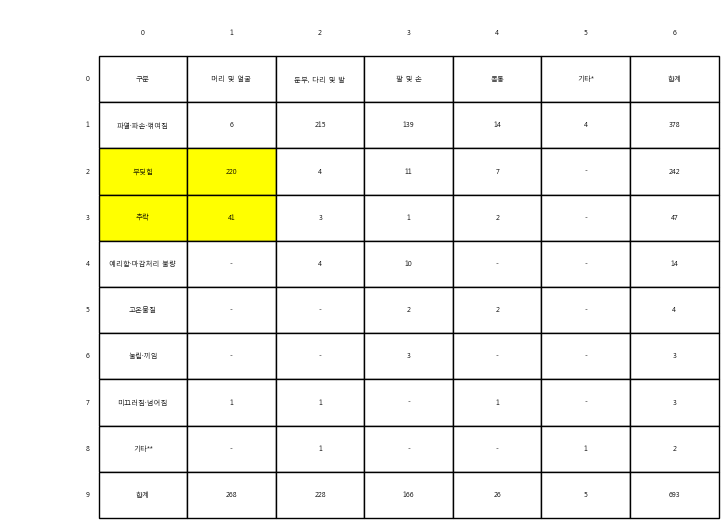 0 1 2 3 4 5 6
0 구분 머리 및 얼굴 둔부, 다리 및 발 팔 및 손 몸통 기타* 합계
1 파열·파손·꺾여짐 6 215 139 14 4 378
2 부딪힘 220 4 11 7 - 242
3 추락 41 3 1 2 - 47
4 예리함·마감처리 불량 - 4 10 - - 14
5 고온물질 - - 2 2 - 4
6 눌림·끼임 - - 3 - - 3
7 미끄러짐·넘어짐 1 1 - 1 - 3
8 기타** - 1 - - 1 2
9 합계 268 228 166 26 5 693